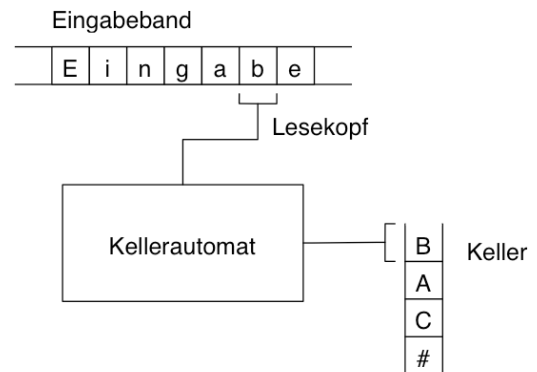 Eingabeband
E i n g a b e
Lesekopf
Kellerautomat
B
Keller
A
C
#